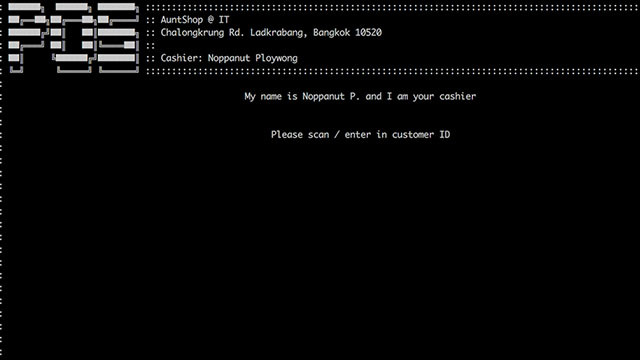 POS
:: AuntShop @ IT
:: Chalongkrung Rd. Ladkrabang, Bangkok 10520
::
:: Cashier: Noppanut Ploywong
My name is Noppanut P. and I am your cashier
Please scan / enter in customer ID